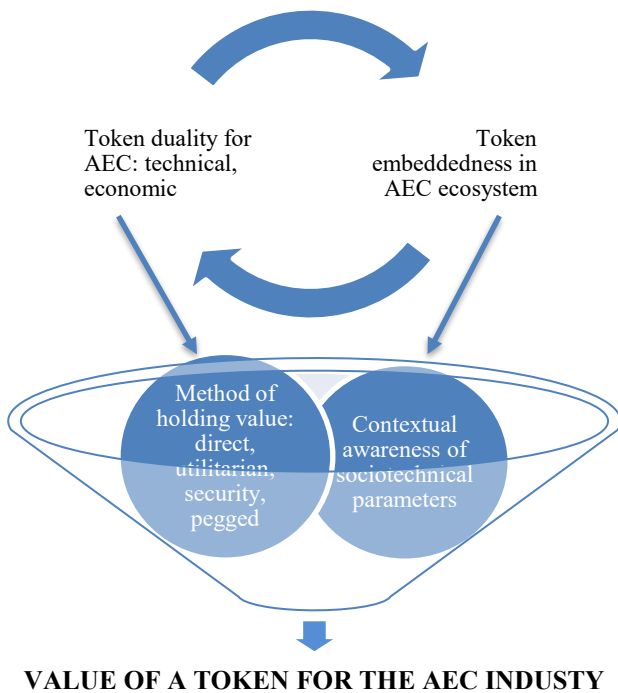 Token duality for
AEC: technical,
economic
Token
embeddedness in
AEC ecosystem
Method of
holding value:
direct,
utilitarian,
security,
pegged
Contextual
awareness of
sociotechnical
parameters
VALUE OF A TOKEN FOR THE AEC INDUSTY